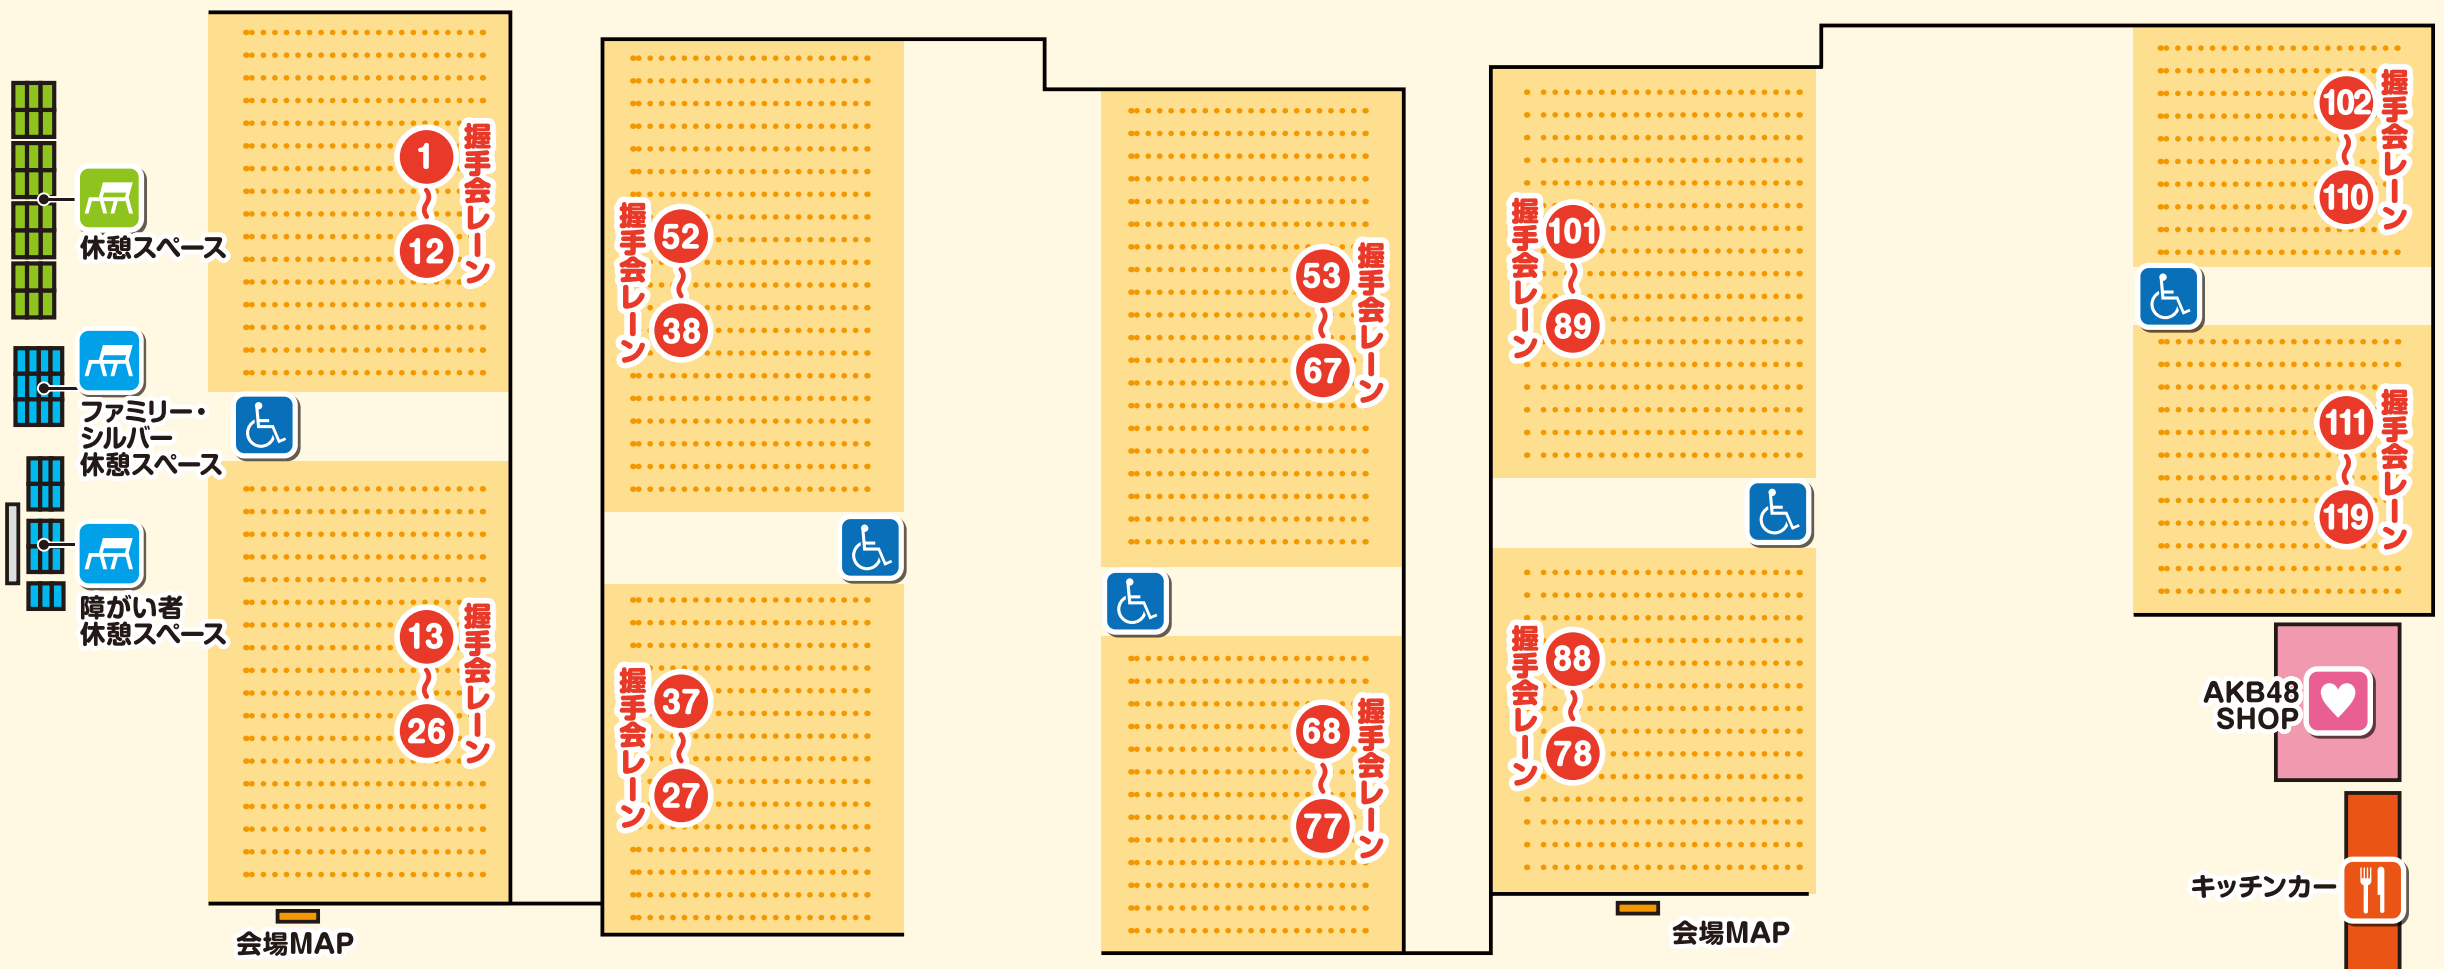 休憩スペース
ファミリー・
シルバー
休憩スペース
障がい者
休憩スペース
握手会レーン
1
〜
12
握手会レーン
13
〜
26
会場MAP
握手会レーン
52
〜
38
握手会レーン
37
〜
27
握手会レーン
53
〜
67
握手会レーン
68
〜
77
握手会レーン
101
〜
89
握手会レーン
88
〜
78
会場MAP
握手会レーン
102
〜
110
握手会レーン
111
〜
119
AKB48
SHOP
キッチンカー